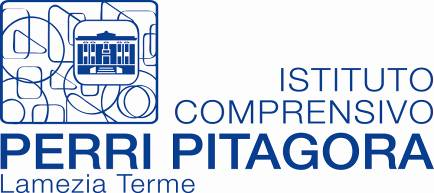 ISTITUTO
COMPRENSIVO
PERRI PITAGORA
Lamezia Terme